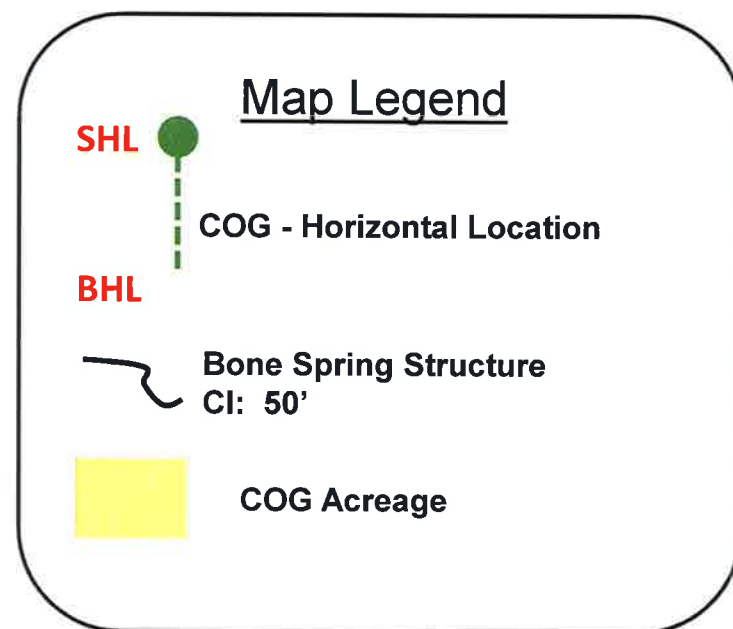 Map Legend
SHL
COG - Horizontal Location
BHL
Bone Spring Structure
CI:  50’
COG Acreage